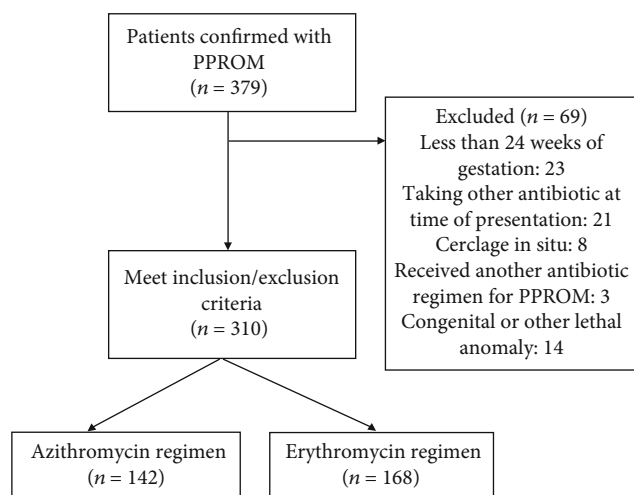 Patients confirmed with
PPROM
(n = 379)
Excluded (n = 69)
Less than 24 weeks of
gestation: 23
Taking other antibiotic at
time of presentation: 21
Cerclage in situ: 8
Received another antibiotic
regimen for PPROM: 3
Congenital or other lethal
anomaly: 14
Meet inclusion/exclusion
criteria
(n = 310)
Azithromycin regimen
(n = 142)
Erythromycin regimen
(n = 168)